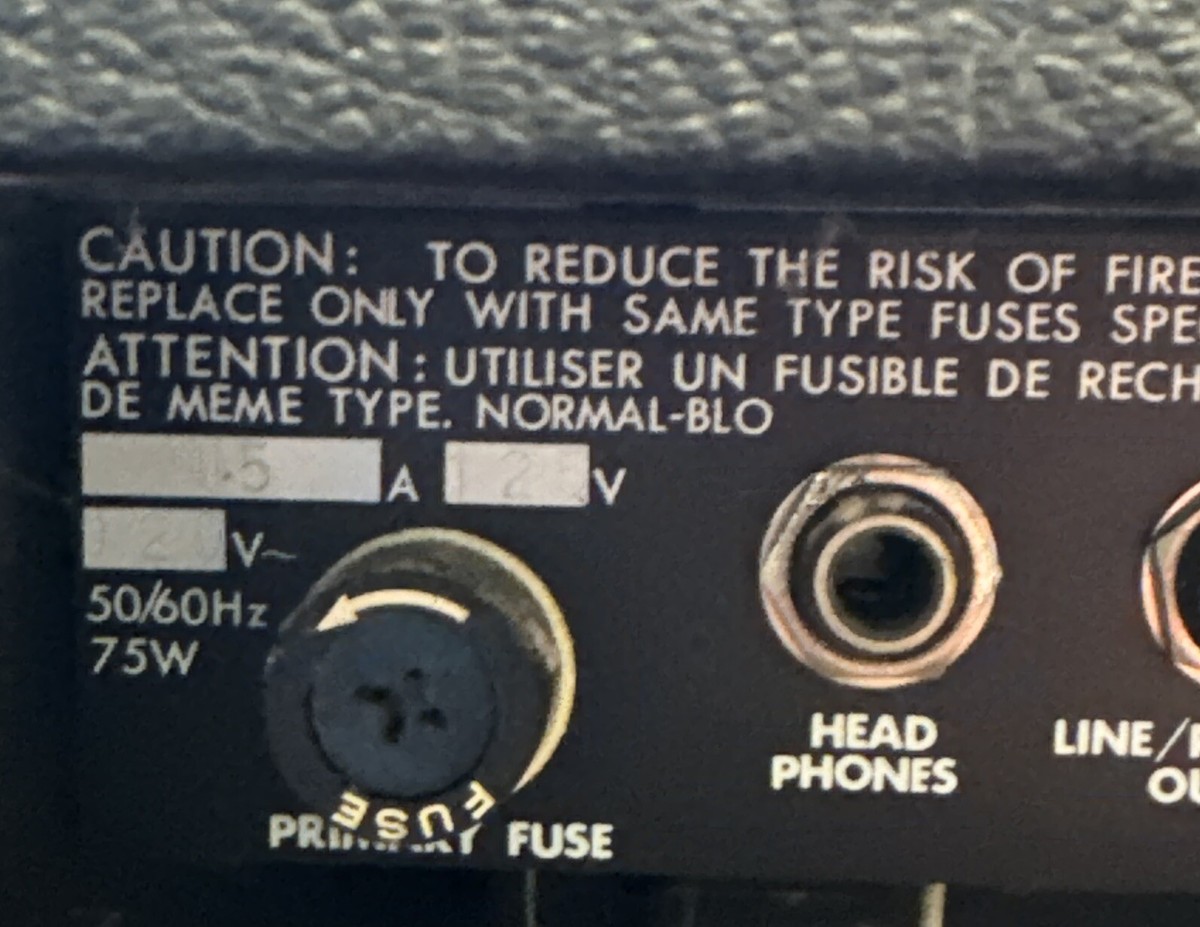 CAUTION: TO REDUCE THE RISK OF FIRE
REPLACE ONLY WITH SAME TYPE FUSES SPE
ATTENTION: UTILISER UN FUSIBLE DE RECH
DE MEME TYPE. NORMAL-BLO
A V
V~
50/60Hz
75W
FUSE
PRIMARY FUSE
HEAD
PHONES
LINE/